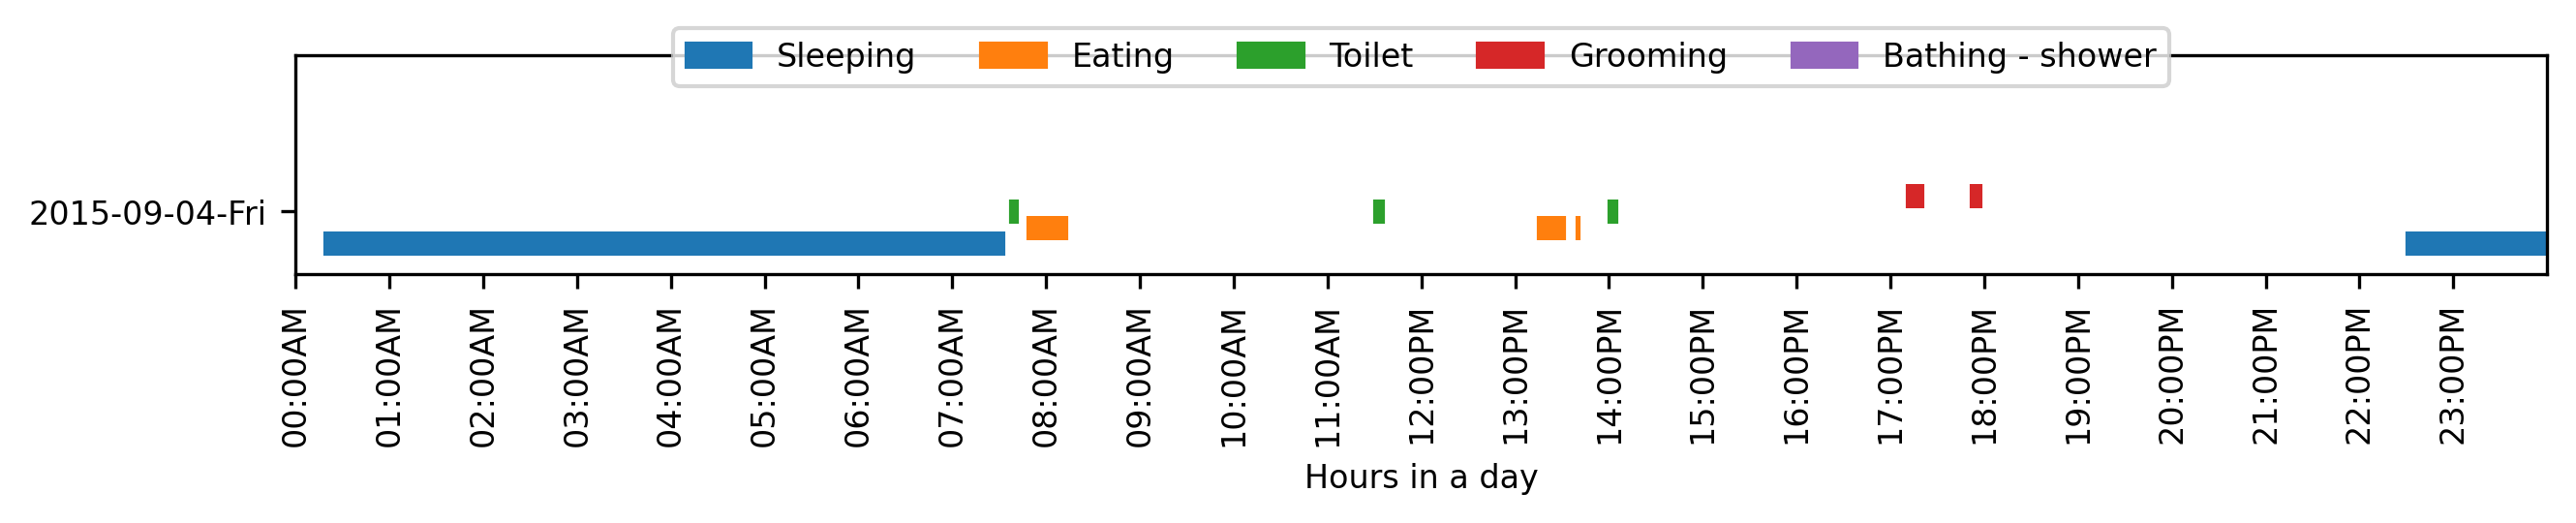 Sleeping Eating Toilet Grooming Bathing - shower
2015-09-04-Fri
00:00AM 01:00AM 02:00AM 03:00AM 04:00AM 05:00AM 06:00AM 07:00AM 08:00AM 09:00AM 10:00AM 11:00AM 12:00PM 13:00PM 14:00PM 15:00PM 16:00PM 17:00PM 18:00PM 19:00PM 20:00PM 21:00PM 22:00PM 23:00PM
Hours in a day